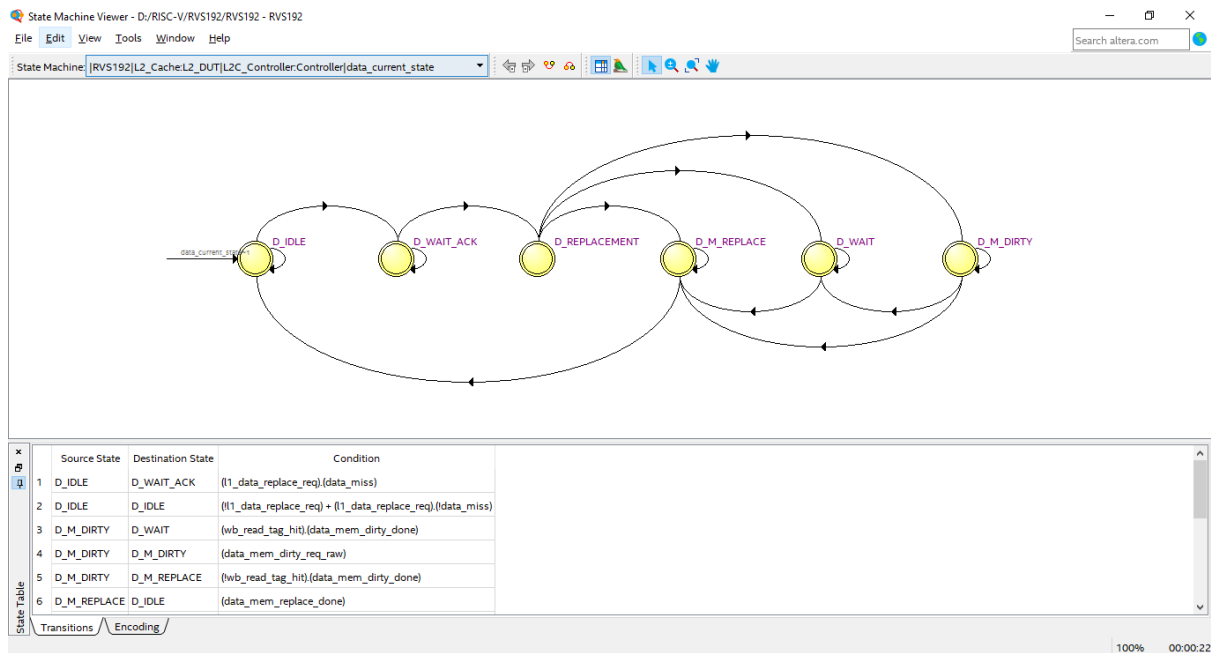 State Machine Viewer - D:/RISC-V/RVS192/RVS192 - RVS192
File Edit View Tools Window Help
Search altera.com
State Machine: |RVS192|L2_Cache:L2_DUT|L2C_Controller:Controller|data_current_state
D_IDLE D_WAIT_ACK D_REPLACEMENT D_M_REPLACE D_WAIT D_M_DIRTY
Source State Destination State Condition
1 D_IDLE D_WAIT_ACK (l1_data_replace_req).(data_miss)
2 D_IDLE D_IDLE (!l1_data_replace_req) + (l1_data_replace_req).(!data_miss)
3 D_M_DIRTY D_WAIT (wb_read_tag_hit).(data_mem_dirty_done)
4 D_M_DIRTY D_M_DIRTY (data_mem_dirty_req_raw)
5 D_M_DIRTY D_M_REPLACE (!wb_read_tag_hit).(data_mem_dirty_done)
6 D_M_REPLACE D_IDLE (data_mem_replace_done)
State Table
Transitions Encoding
100% 00:00:22